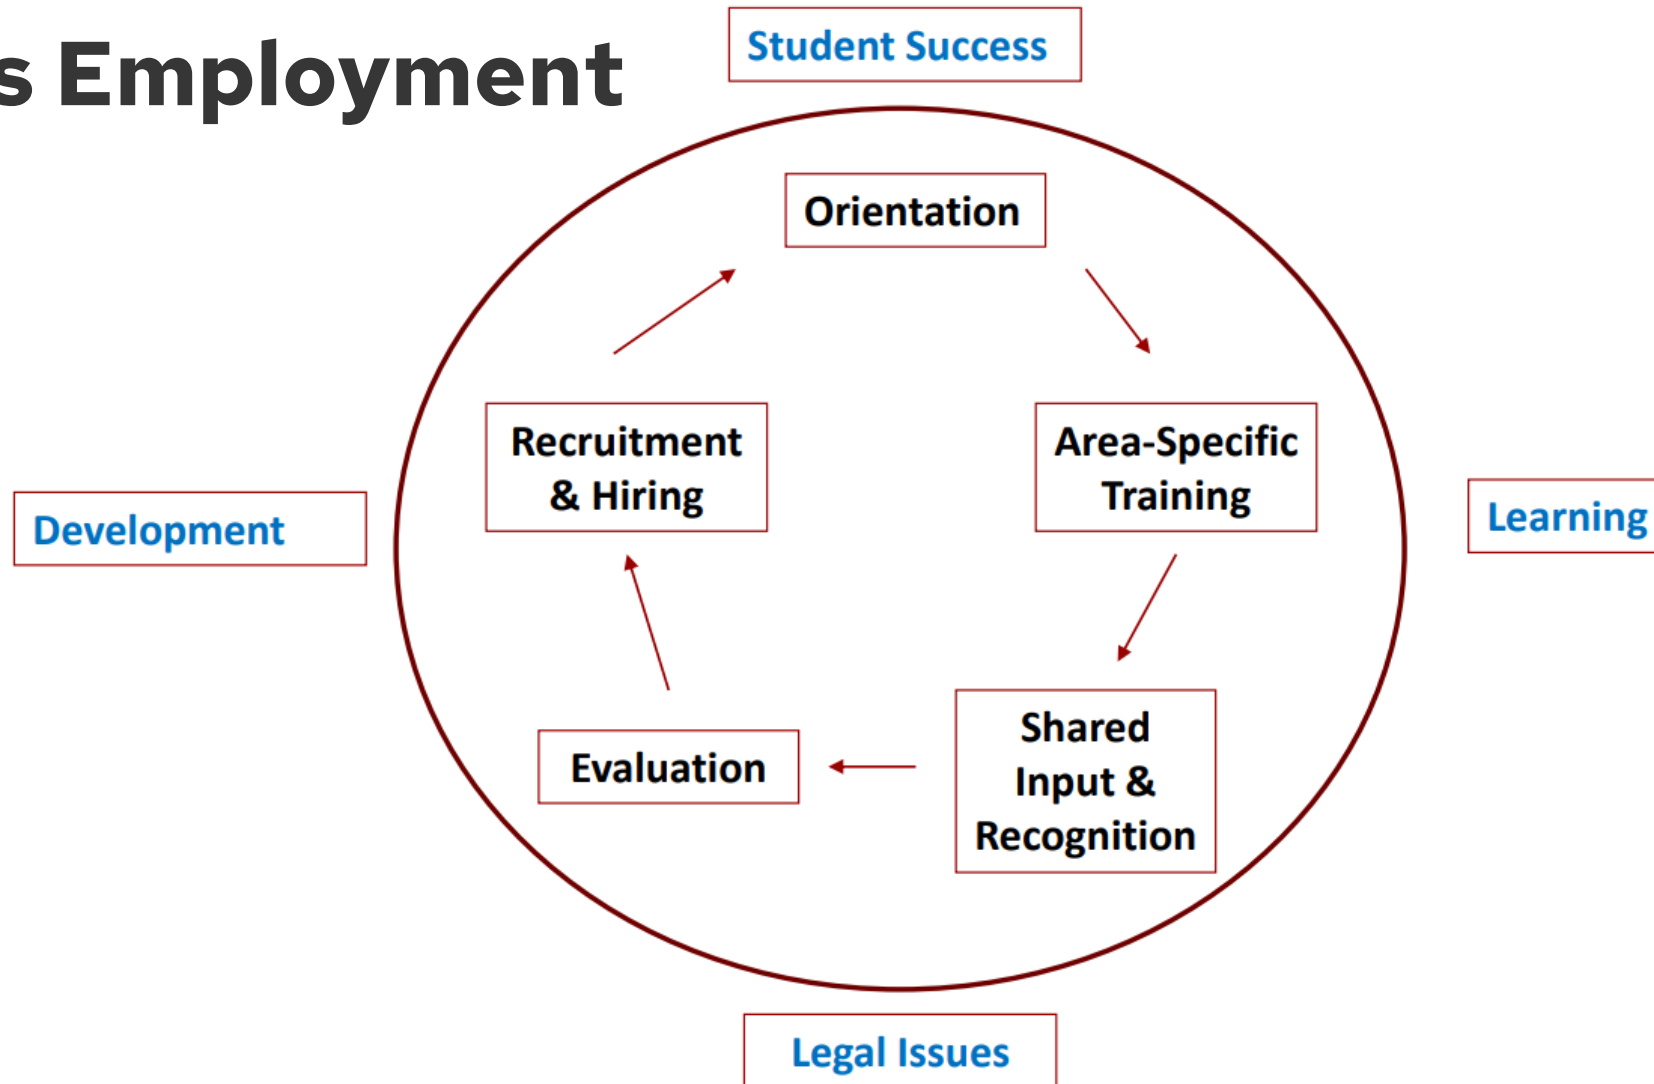 s Employment
Student Success
Orientation
Recruitment
& Hiring
Area-Specific
Training
Development
Learning
Shared
Input &
Recognition
Evaluation
Legal Issues